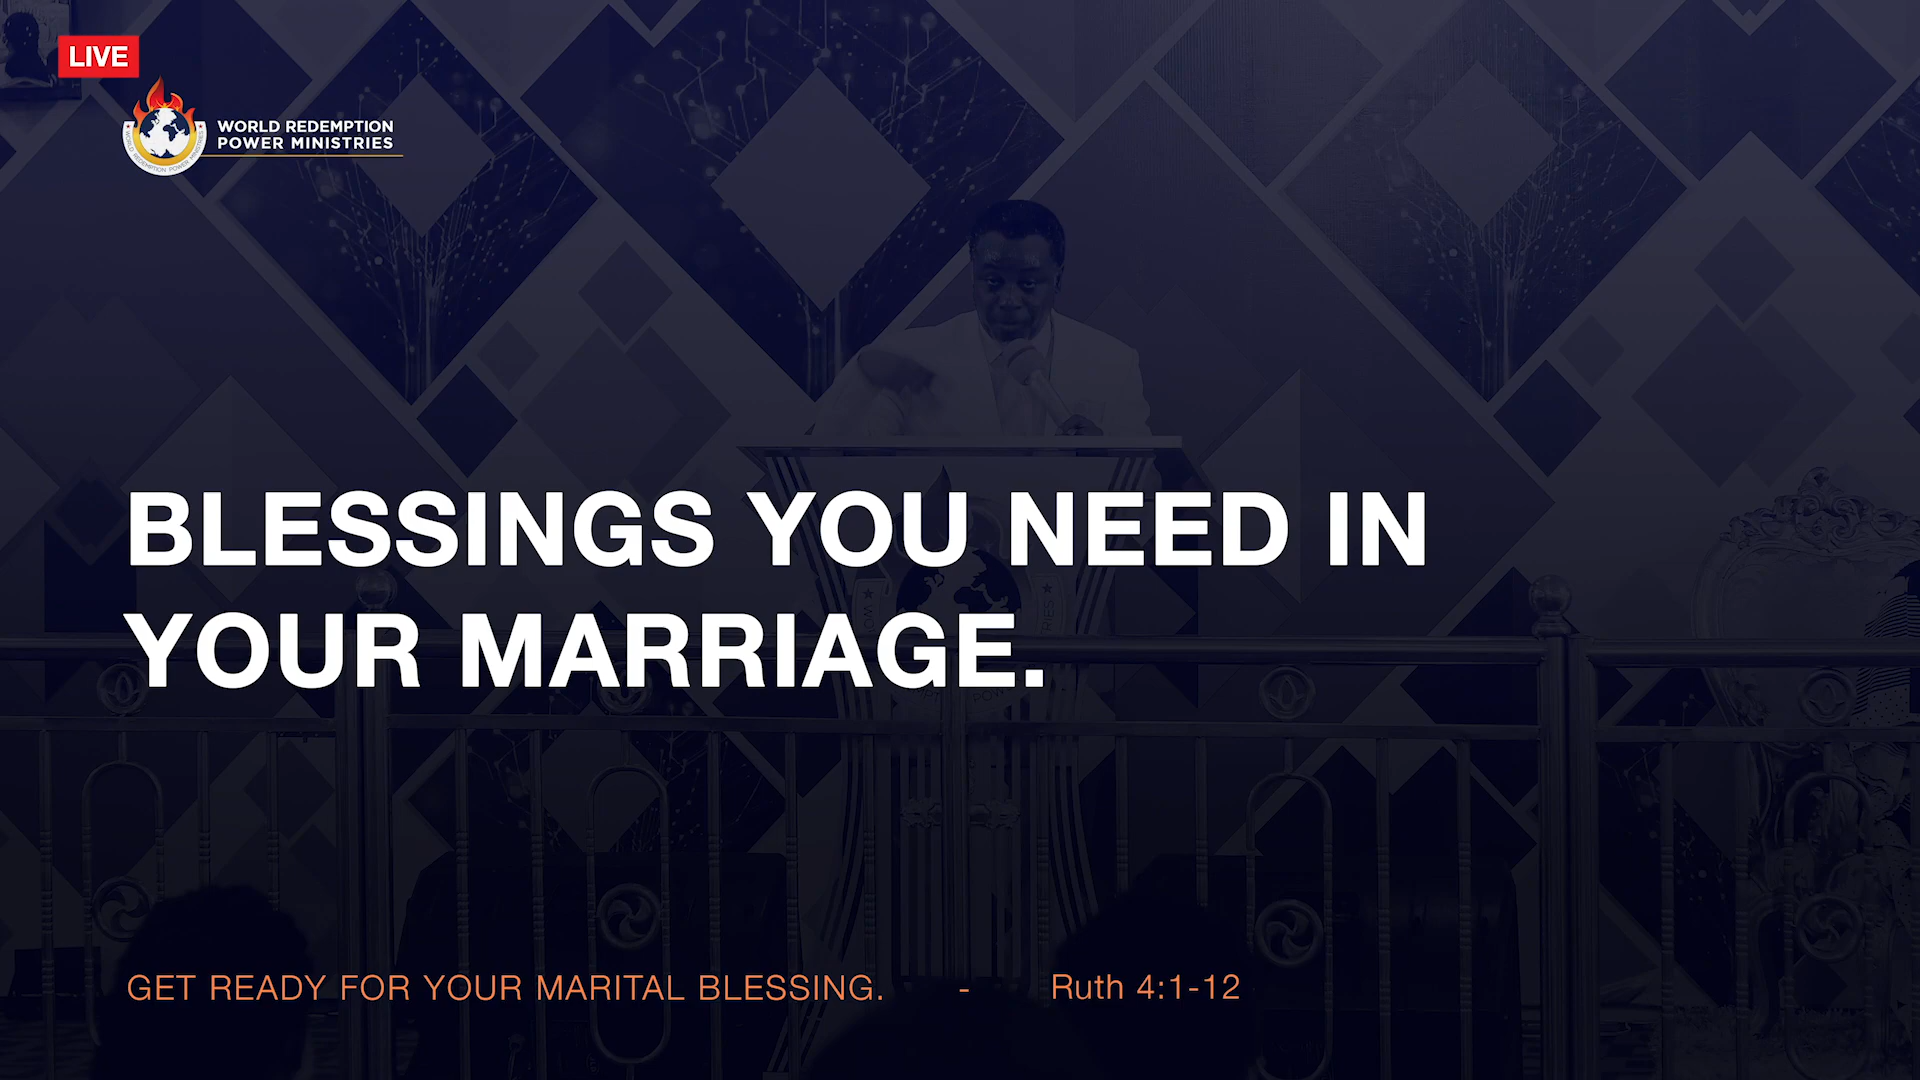 LIVE
WORLD REDEMPTION
POWER MINISTRIES
BLESSINGS YOU NEED IN
YOUR MARRIAGE.
GET READY FOR YOUR MARITAL BLESSING. - Ruth 4:1-12